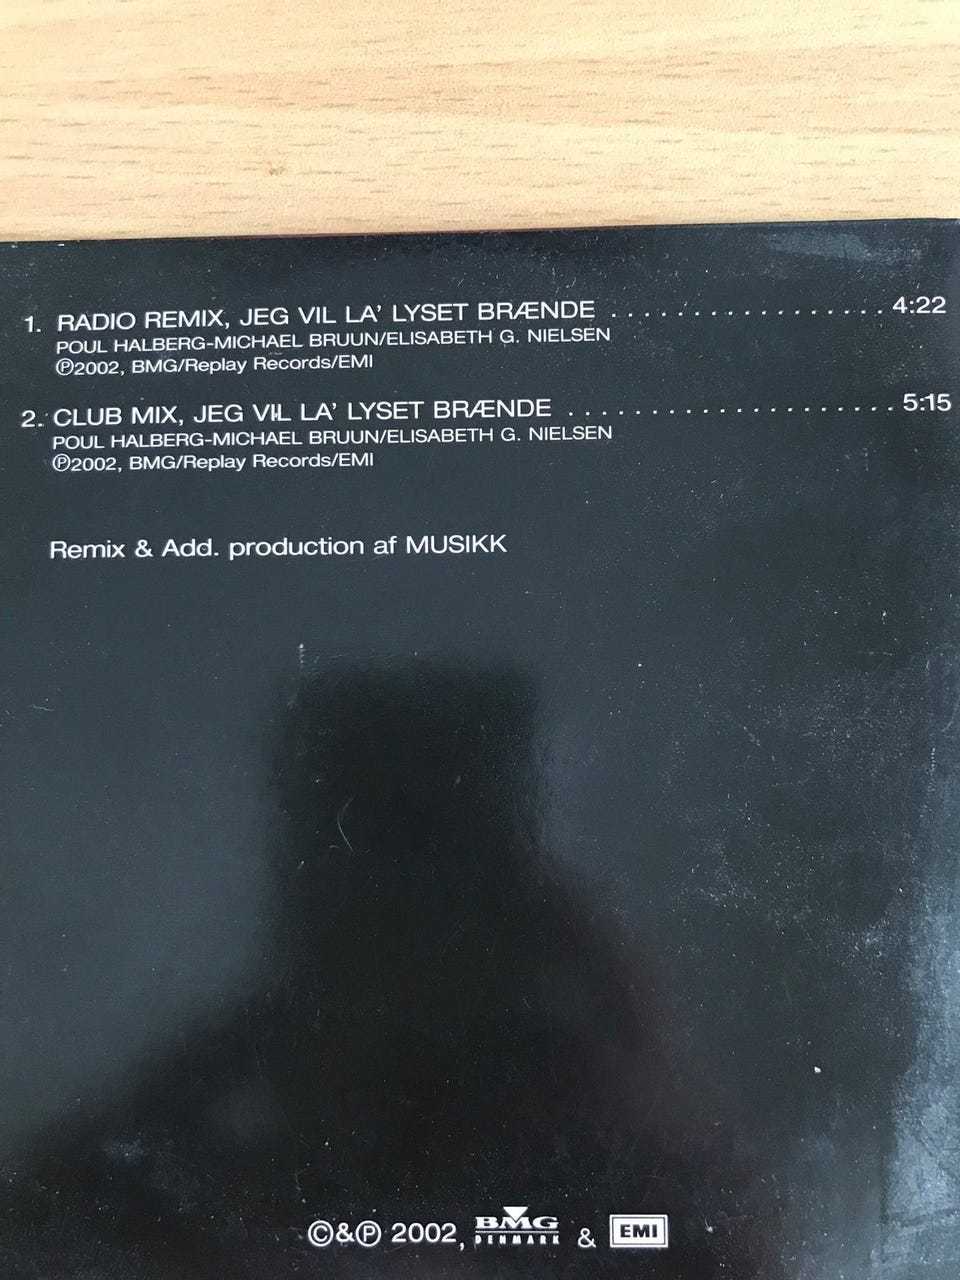 1. RADIO REMIX, JEG VIL LA' LYSET BRÆNDE . . . . . . . . . . . . . . . . . 4:22
POUL HALBERG-MICHAEL BRUUN/ELISABETH G. NIELSEN
℗2002, BMG/Replay Records/EMI
2. CLUB MIX, JEG VIL LA' LYSET BRÆNDE . . . . . . . . . . . . . . . . . . . . 5:15
POUL HALBERG-MICHAEL BRUUN/ELISABETH G. NIELSEN
℗2002, BMG/Replay Records/EMI
Remix & Add. production af MUSIKK
©&℗ 2002, BMG DENMARK & EMI